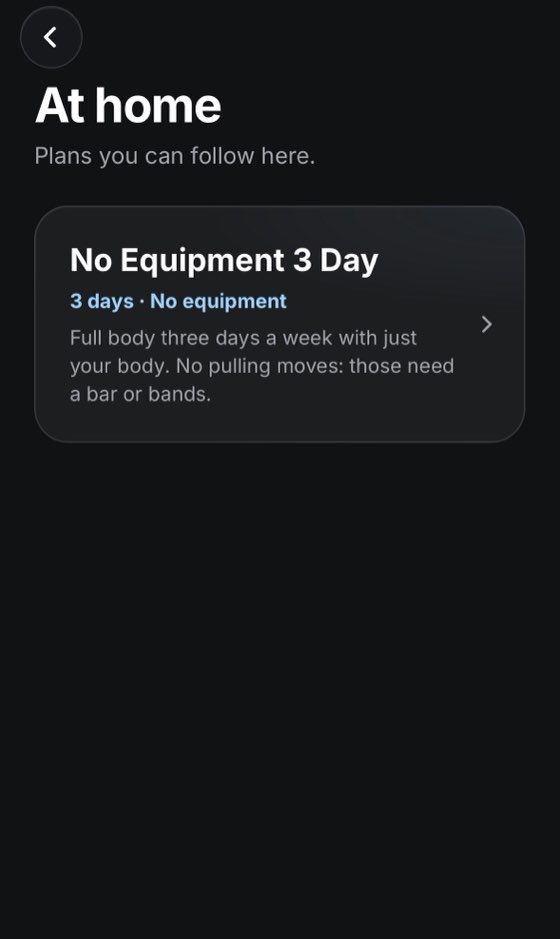 At home
Plans you can follow here.
No Equipment 3 Day
3 days · No equipment
Full body three days a week with just
your body. No pulling moves: those need
a bar or bands.